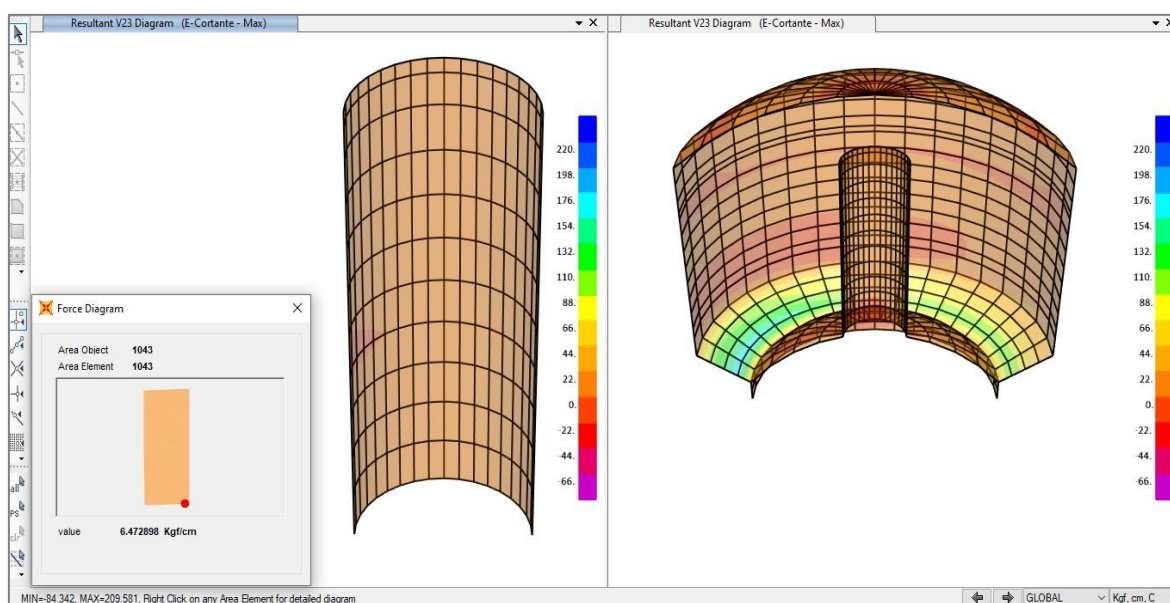 Resultant V23 Diagram (E-Cortante - Max)
Resultant V23 Diagram (E-Cortante - Max)
220.
198.
176.
154.
132.
110.
88.
66.
44.
22.
0.
-22.
-44.
-66.
220.
198.
176.
154.
132.
110.
88.
66.
44.
22.
0.
-22.
-44.
-66.
Force Diagram
Area Object 1043
Area Element 1043
value 6.472898 Kgf/cm
all
PS
clr
MIN=-84.342, MAX=209.581, Right Click on any Area Element for detailed diagram
GLOBAL
Kgf, cm, C